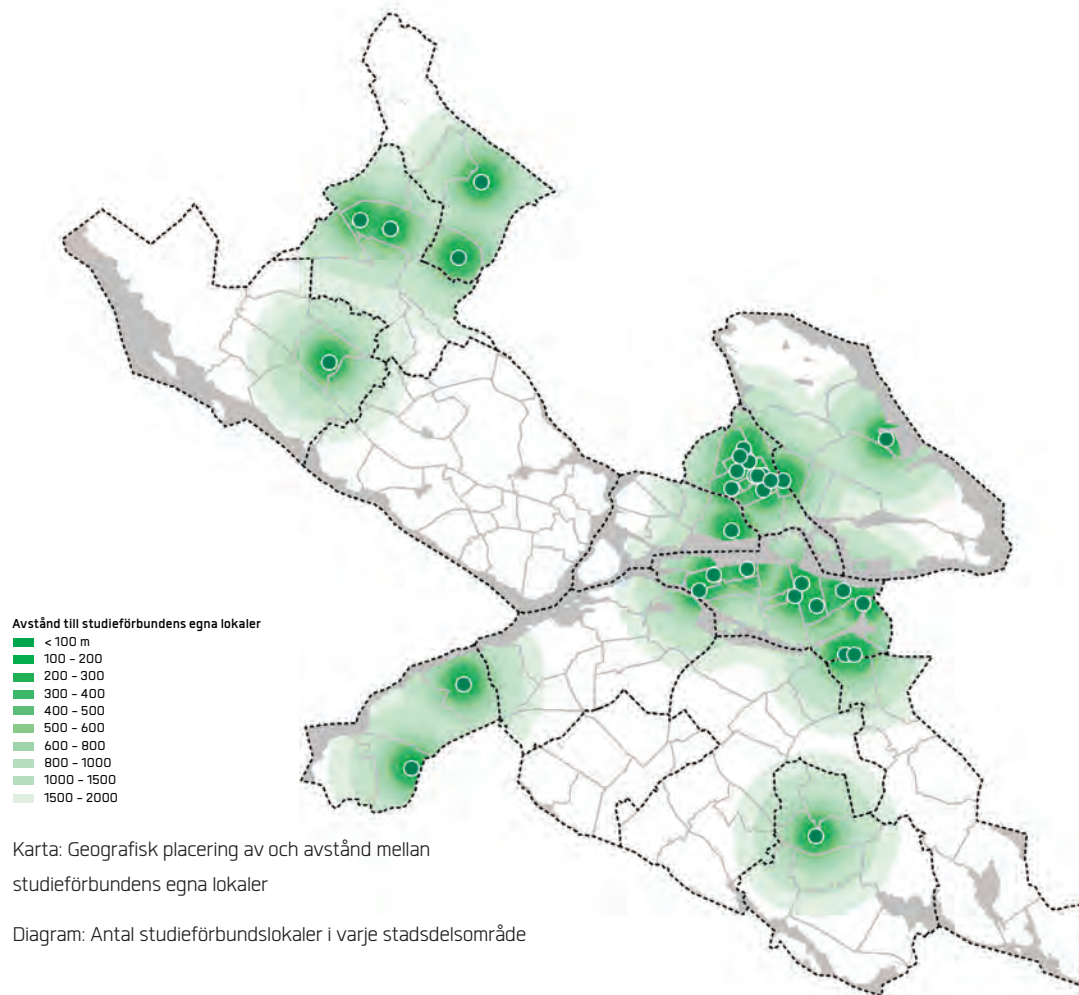 Avstånd till studieförbundens egna lokaler
< 100 m
100 - 200
200 - 300
300 - 400
400 - 500
500 - 600
600 - 800
800 - 1000
1000 - 1500
1500 - 2000
Karta: Geografisk placering av och avstånd mellan
studieförbundens egna lokaler
Diagram: Antal studieförbundslokaler i varje stadsdelsområde